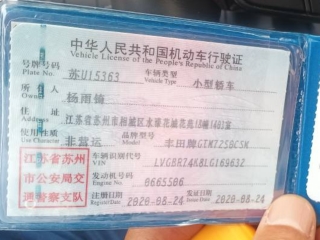 中华人民共和国机动车行驶证
Vehicle License of the People's Republic of China
号牌号码 苏U15363 车辆类型 小型轿车
Plate No. Vehicle Type
所有人 杨雨锦
Owner
住址 江苏省苏州市相城区
Address
使用性质 非营运 品牌型号 丰田牌GTM7250CSK
Use Character Model
江苏省苏州
市公安局交
通警察支队
车辆识别代号 LVGBR74K8LG169632
VIN
发动机号码 0665506
Engine No.
注册日期 2020-08-24 发证日期 2020-08-24
Register Date Issue Date